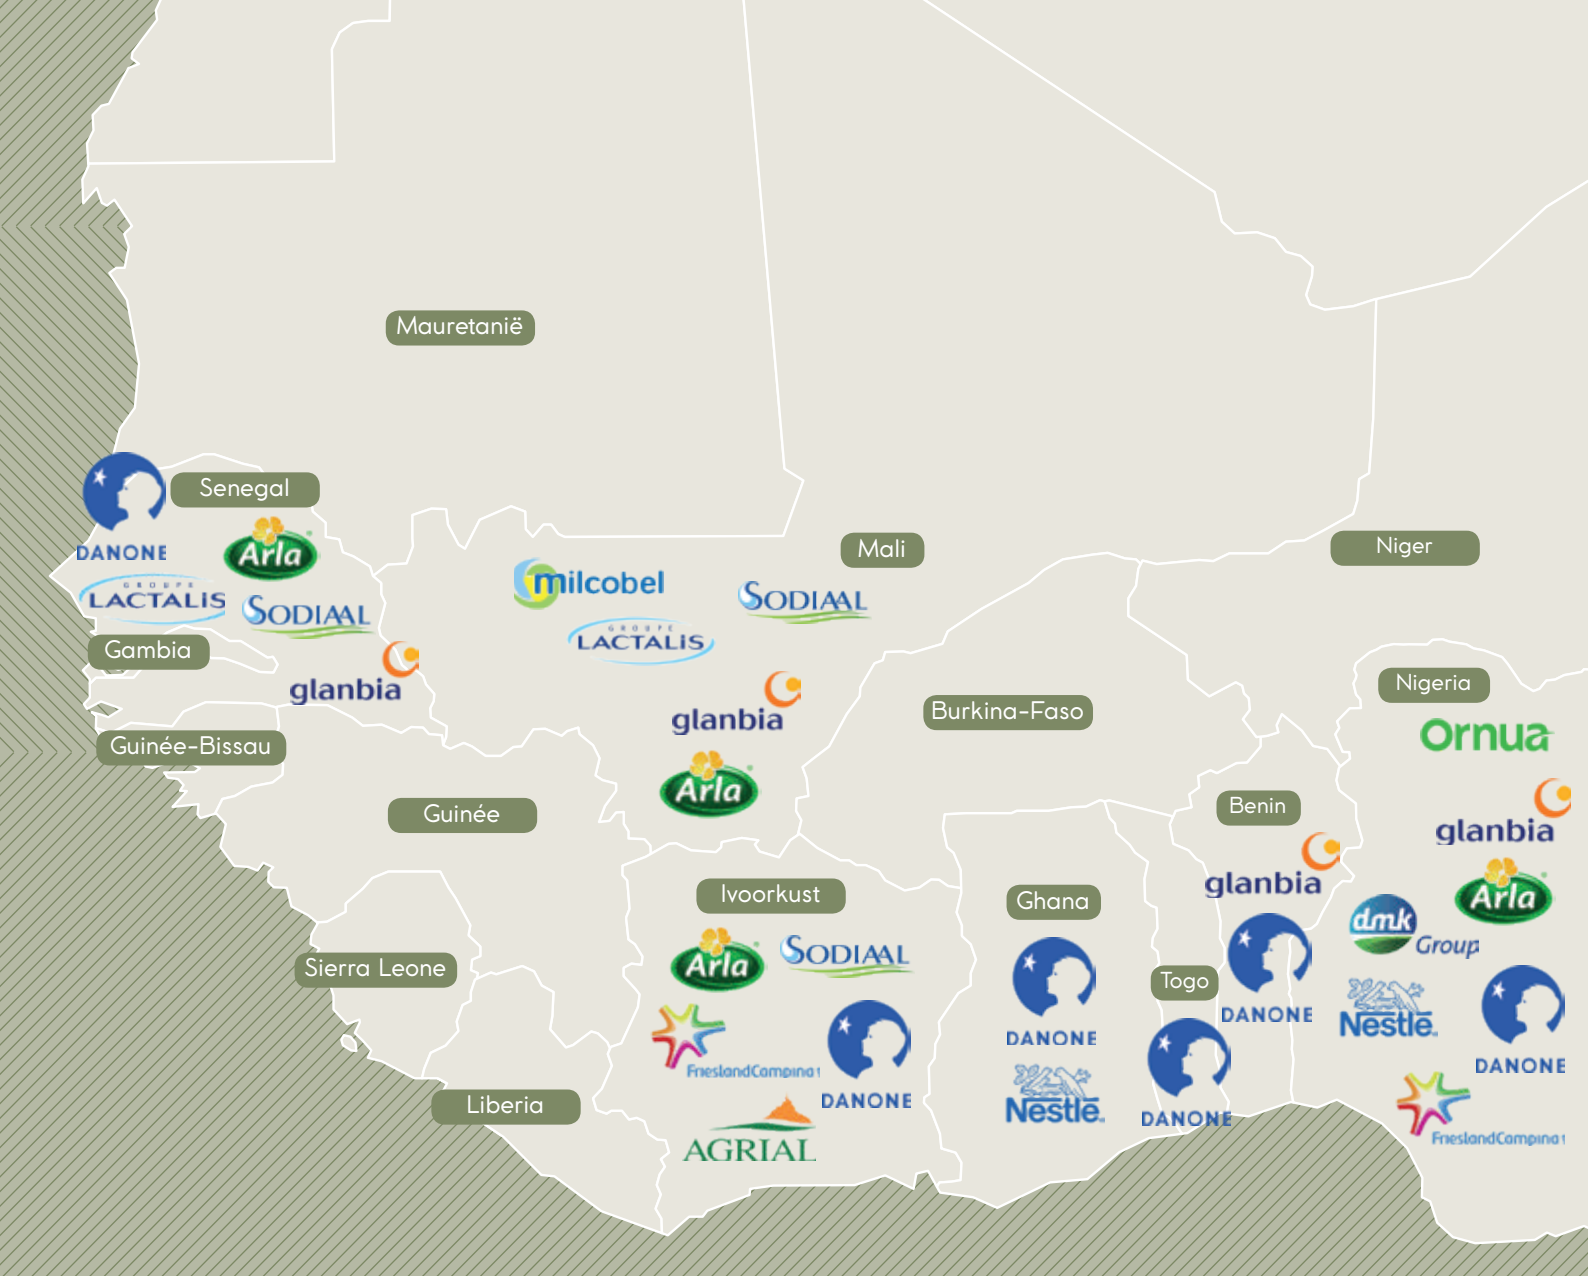 Mauretanië
Senegal
DANONE
Arla
GROUPE
LACTALIS
SODIAAL
Gambia
glanbia
Guinée-Bissau
Guinée
Sierra Leone
Liberia
Mali
milcobel
SODIAAL
GROUPE
LACTALIS
glanbia
Arla
Burkina-Faso
Niger
Ivoorkust
Arla
SODIAAL
FrieslandCampina
DANONE
AGRIAL
Ghana
DANONE
Nestlé
Togo
DANONE
Benin
glanbia
DANONE
Nigeria
Ornua
glanbia
Arla
dmk
Group
Nestlé
DANONE
FrieslandCampina